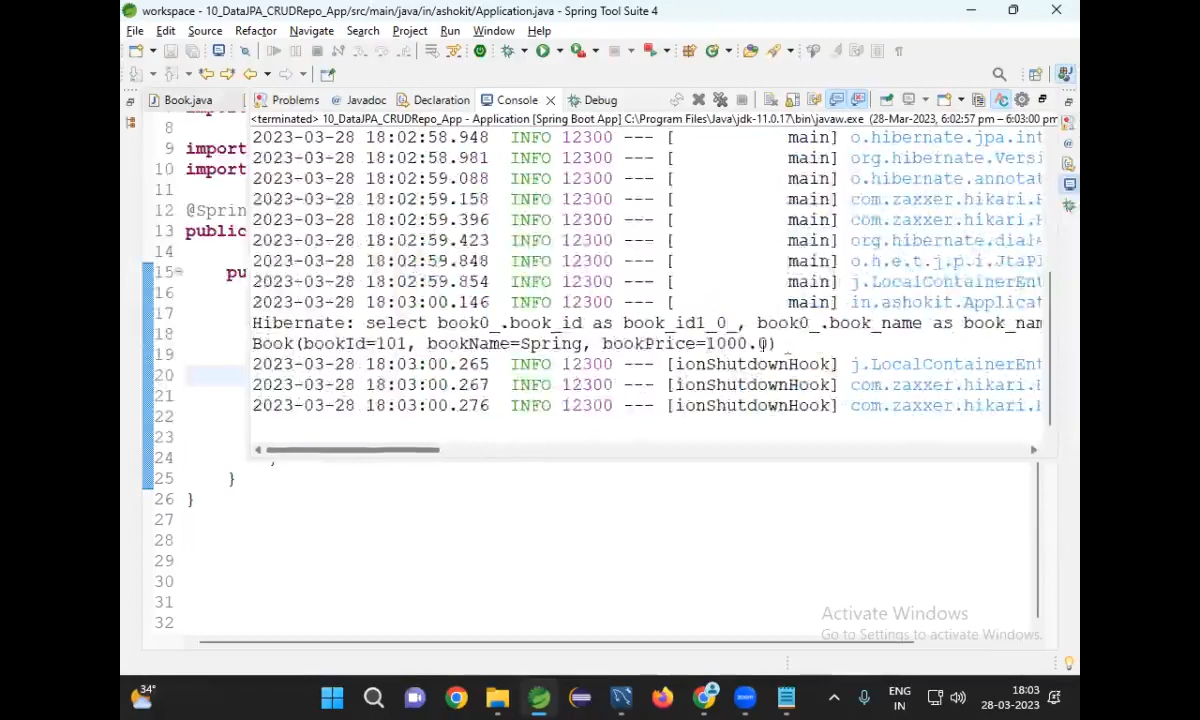 workspace - 10_DataJPA_CRUDRepo_App/src/main/java/in/ashokit/Application.java - Spring Tool Suite 4
File Edit Source Refactor Navigate Search Project Run Window Help
Book.java Problems @ Javadoc Declaration Console Debug
<terminated> 10_DataJPA_CRUDRepo_App - Application [Spring Boot App] C:\Program Files\Java\jdk-11.0.17\bin\javaw.exe (28-Mar-2023, 6:02:57 pm – 6:03:00 pm
8
9 import
10 import
11
12 @Sprin
13 public
14
15 pu
16
17
18
19
20
21
22
23
24 }
25 }
26 }
27
28
29
30
31
32
2023-03-28 18:02:58.948 INFO 12300 --- [ main] o.hibernate.jpa.int
2023-03-28 18:02:58.981 INFO 12300 --- [ main] org.hibernate.Versi
2023-03-28 18:02:59.088 INFO 12300 --- [ main] o.hibernate.annotat
2023-03-28 18:02:59.158 INFO 12300 --- [ main] com.zaxxer.hikari.H
2023-03-28 18:02:59.396 INFO 12300 --- [ main] com.zaxxer.hikari.H
2023-03-28 18:02:59.423 INFO 12300 --- [ main] org.hibernate.diale
2023-03-28 18:02:59.848 INFO 12300 --- [ main] o.h.e.t.j.p.i.JtaPl
2023-03-28 18:02:59.854 INFO 12300 --- [ main] j.LocalContainerEnt
2023-03-28 18:03:00.146 INFO 12300 --- [ main] in.ashokit.Applicat
Hibernate: select book0_.book_id as book_id1_0_, book0_.book_name as book_nam
Book(bookId=101, bookName=Spring, bookPrice=1000.0)
2023-03-28 18:03:00.265 INFO 12300 --- [ionShutdownHook] j.LocalContainerEnt
2023-03-28 18:03:00.267 INFO 12300 --- [ionShutdownHook] com.zaxxer.hikari.H
2023-03-28 18:03:00.276 INFO 12300 --- [ionShutdownHook] com.zaxxer.hikari.H
Activate Windows
Go to Settings to activate Windows.
34°
zoom
ENG
IN
18:03
28-03-2023